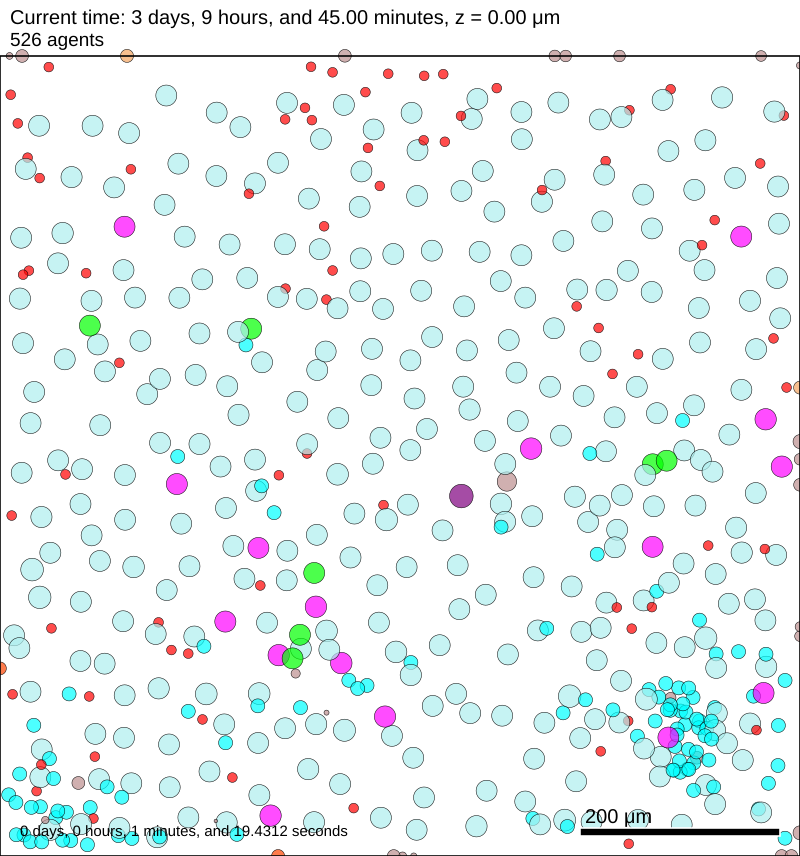 Current time: 3 days, 9 hours, and 45.00 minutes, z = 0.00 μm
526 agents
200 μm
0 days, 0 hours, 1 minutes, and 19.4312 seconds